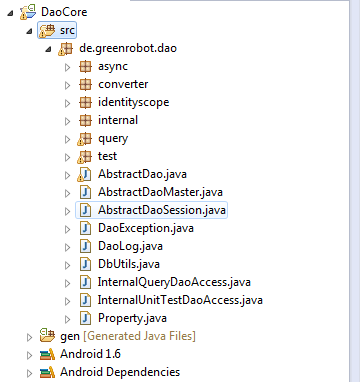 DaoCore
src
de.greenrobot.dao
async
converter
identityscope
internal
query
test
AbstractDao.java
AbstractDaoMaster.java
AbstractDaoSession.java
DaoException.java
DaoLog.java
DbUtils.java
InternalQueryDaoAccess.java
InternalUnitTestDaoAccess.java
Property.java
gen [Generated Java Files]
Android 1.6
Android Dependencies